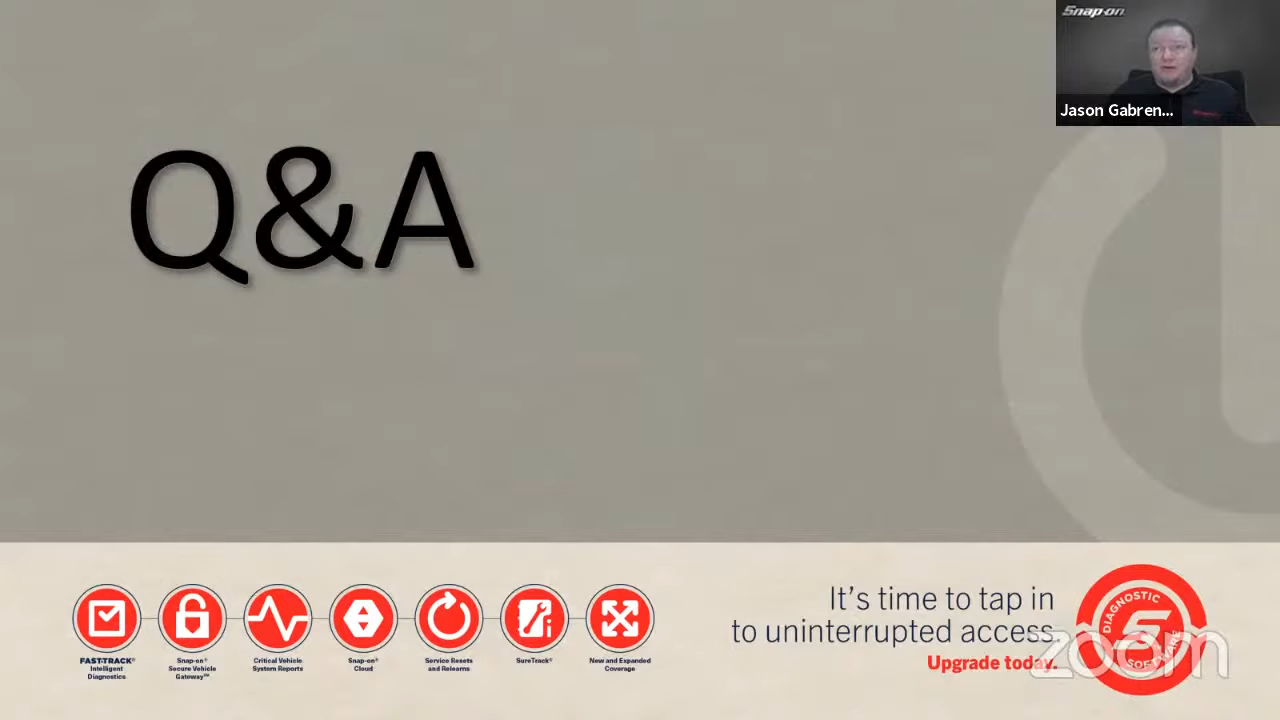 Snap-on
Jason Gabren...
Q&A
It's time to tap in
to uninterrupted access
Upgrade today.
DIAGNOSTIC
SOFTWARE
zoom
FAST-TRACK®
Intelligent
Diagnostics
Snap-on®
Secure Vehicle
Gateway℠
Critical Vehicle
System Reports
Snap-on®
Cloud
Service Resets
and Relearns
SureTrack®
New and Expanded
Coverage